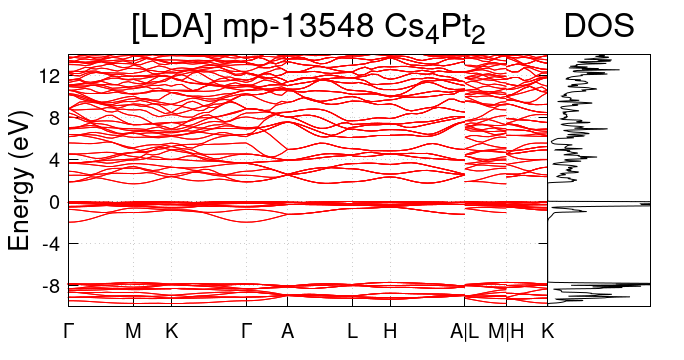 [LDA] mp-13548 Cs4Pt2 DOS
Energy (eV)
12
8
4
0
-4
-8
Γ M K Γ A L H A|L M|H K